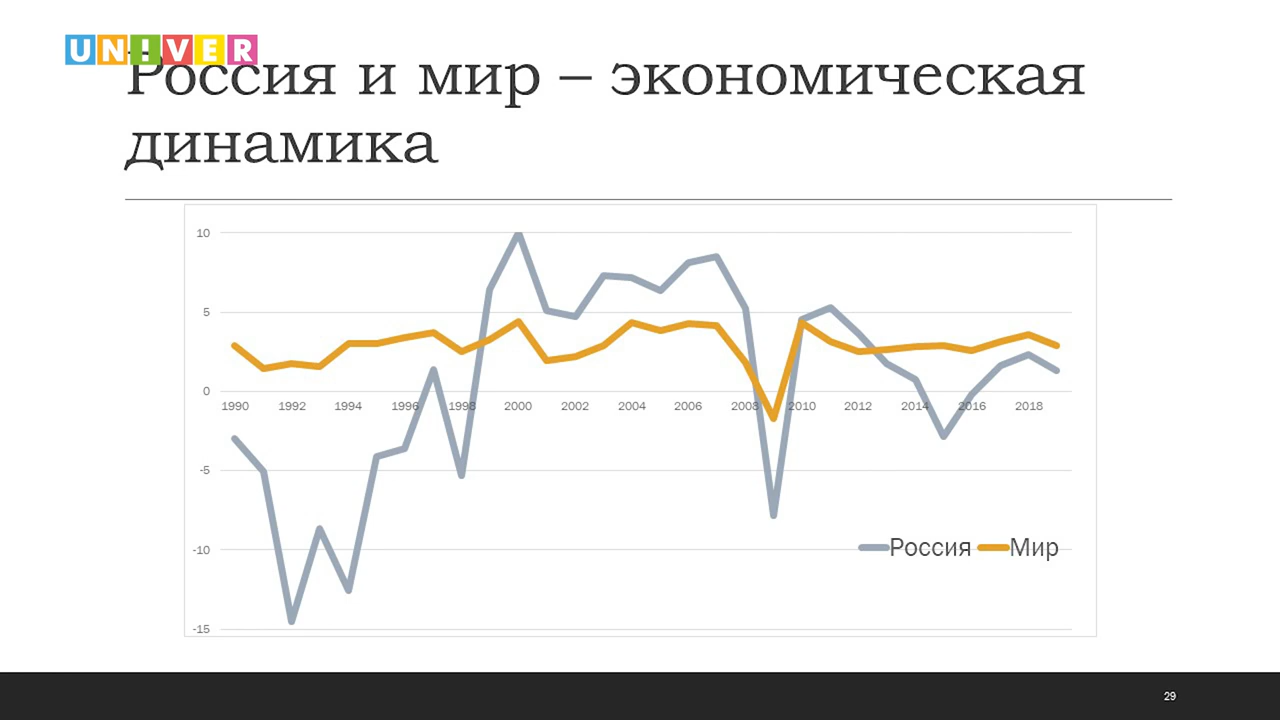 UNIVER
Россия и мир – экономическая
динамика
10
5
0
1990 1992 1994 1996 1998 2000 2002 2004 2006 2008 2010 2012 2014 2016 2018
-5
-10
Россия Мир
-15
29